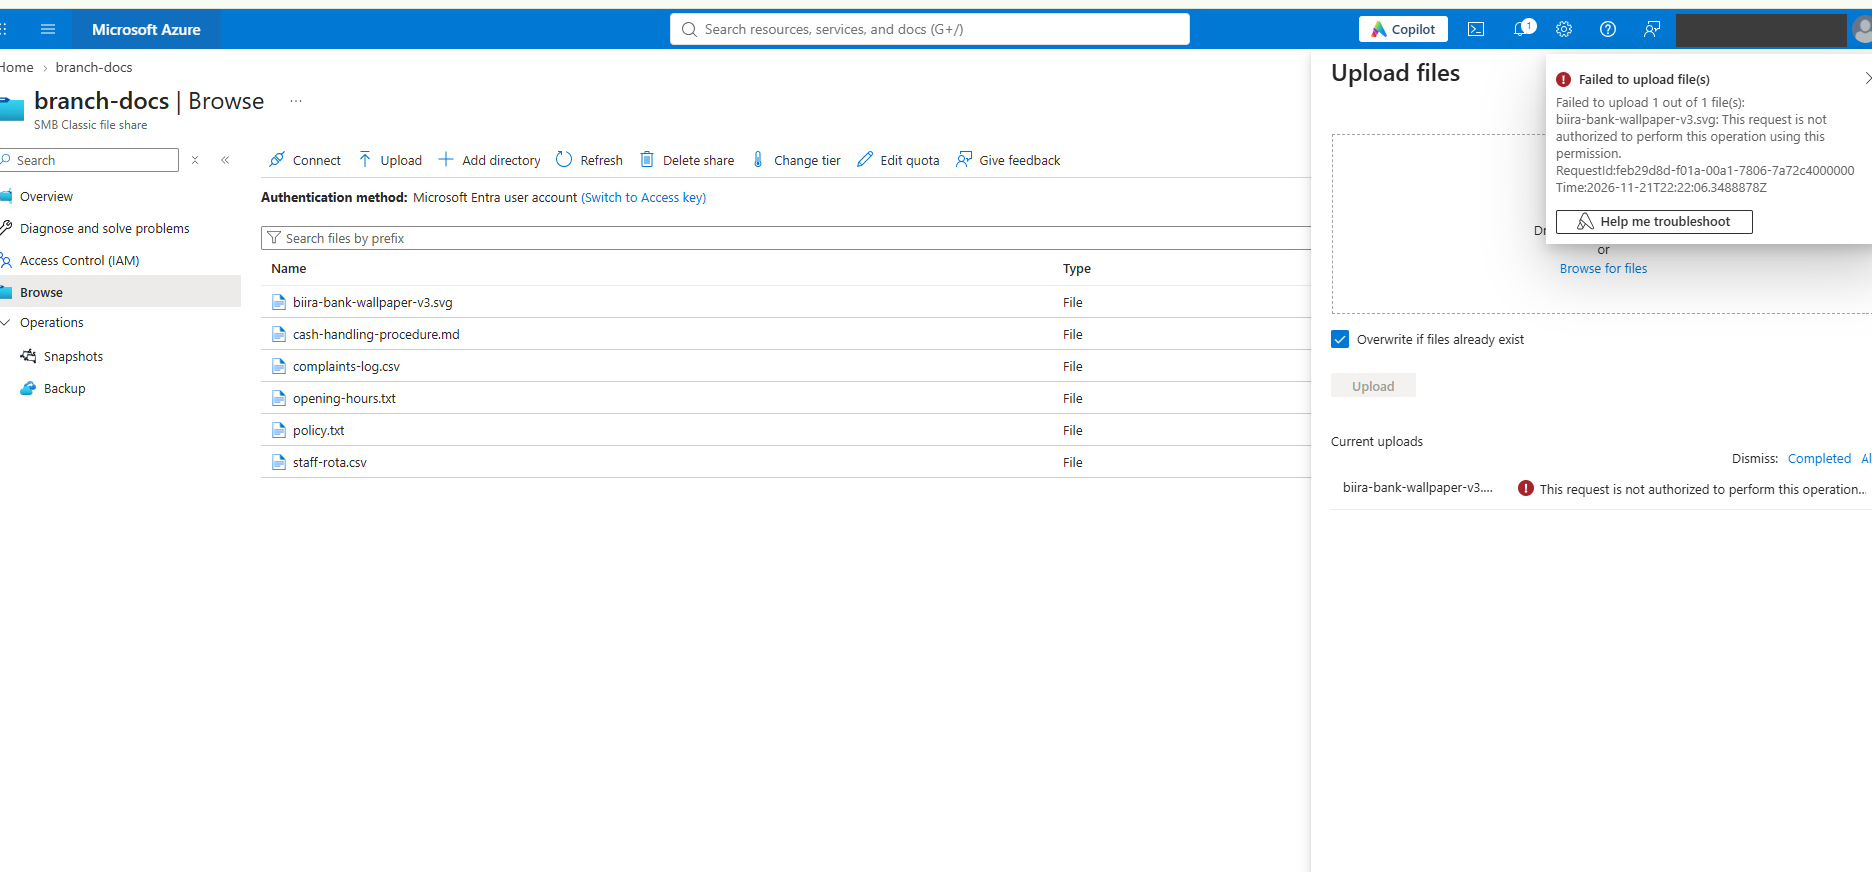 Microsoft Azure
Search resources, services, and docs (G+/)
Copilot
1
Home > branch-docs
branch-docs | Browse ...
SMB Classic file share
Search
Overview
Diagnose and solve problems
Access Control (IAM)
Browse
Operations
Snapshots
Backup
Connect Upload Add directory Refresh Delete share Change tier Edit quota Give feedback
Authentication method: Microsoft Entra user account (Switch to Access key)
Search files by prefix
Name Type
biira-bank-wallpaper-v3.svg File
cash-handling-procedure.md File
complaints-log.csv File
opening-hours.txt File
policy.txt File
staff-rota.csv File
Upload files
Failed to upload file(s)
Failed to upload 1 out of 1 file(s):
biira-bank-wallpaper-v3.svg: This request is not
authorized to perform this operation using this
permission.
RequestId:feb29d8d-f01a-00a1-7806-7a72c4000000
Time:2026-11-21T22:22:06.3488878Z
Help me troubleshoot
or
Browse for files
Overwrite if files already exist
Upload
Current uploads
Dismiss: Completed
biira-bank-wallpaper-v3.... This request is not authorized to perform this operation...